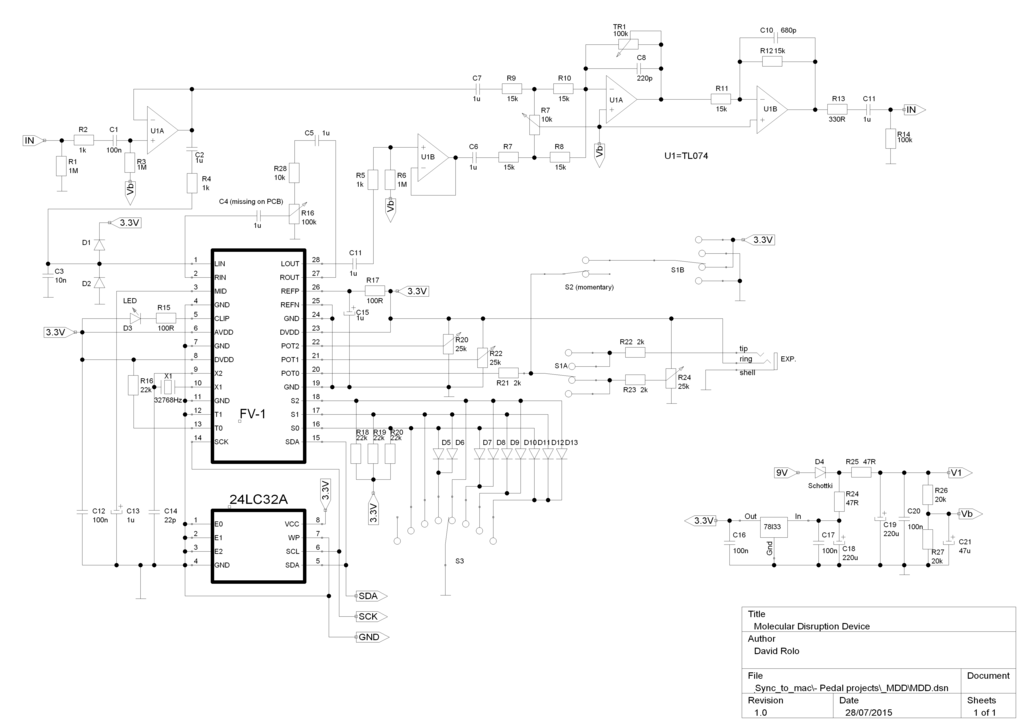 TR1
100k
C8
220p
C10 680p
R12 15k
C7
1u
R9
15k
R10
15k
U1A
R11
15k
U1B
R13
330R
C11
1u
IN
R14
100k
R7
10k
Vb
U1=TL074
IN
R2
1k
C1
100n
U1A
R1
1M
R3
1M
Vb
C2
1u
R4
1k
C5 1u
R28
10k
R5
1k
R6
1M
Vb
U1B
C6
1u
R7
15k
R8
15k
C4 (missing on PCB)
1u
R16
100k
3.3V
D1
D2
C3
10n
C11
1u
1 LIN LOUT 28
2 RIN ROUT 27
3 MID REFP 26
4 GND REFN 25
5 CLIP GND 24
6 AVDD DVDD 23
7 GND POT2 22
8 DVDD POT1 21
9 X2 POT0 20
10 X1 GND 19
11 GND S2 18
12 T1 S1 17
13 T0 S0 16
14 SCK SDA 15
FV-1
LED
D3
R15
100R
3.3V
R16
22k
X1
32768Hz
R17
100R
3.3V
C15
1u
R20
25k
R22
25k
R21 2k
S2 (momentary)
S1B
3.3V
S1A
R22 2k
R23 2k
R24
25k
tip
ring
shell
EXP.
R18
22k
R19
22k
R20
22k
3.3V
D5
D6
D7
D8
D9
D10
D11
D12
D13
S3
24LC32A
3.3V
1 E0 VCC 8
2 E1 WP 7
3 E2 SCL 6
4 GND SDA 5
C12
100n
C13
1u
C14
22p
SDA
SCK
GND
9V
D4
Schottki
R25 47R
V1
R24
47R
R26
20k
Vb
3.3V
Out
78l33
In
Gnd
C16
100n
C17
100n
C18
220u
C19
220u
C20
100n
R27
20k
C21
47u
Title
Molecular Disruption Device
Author
David Rolo
File
Sync_to_mac\- Pedal projects\_MDD\MDD.dsn
Document
Revision
1.0
Date
28/07/2015
Sheets
1 of 1